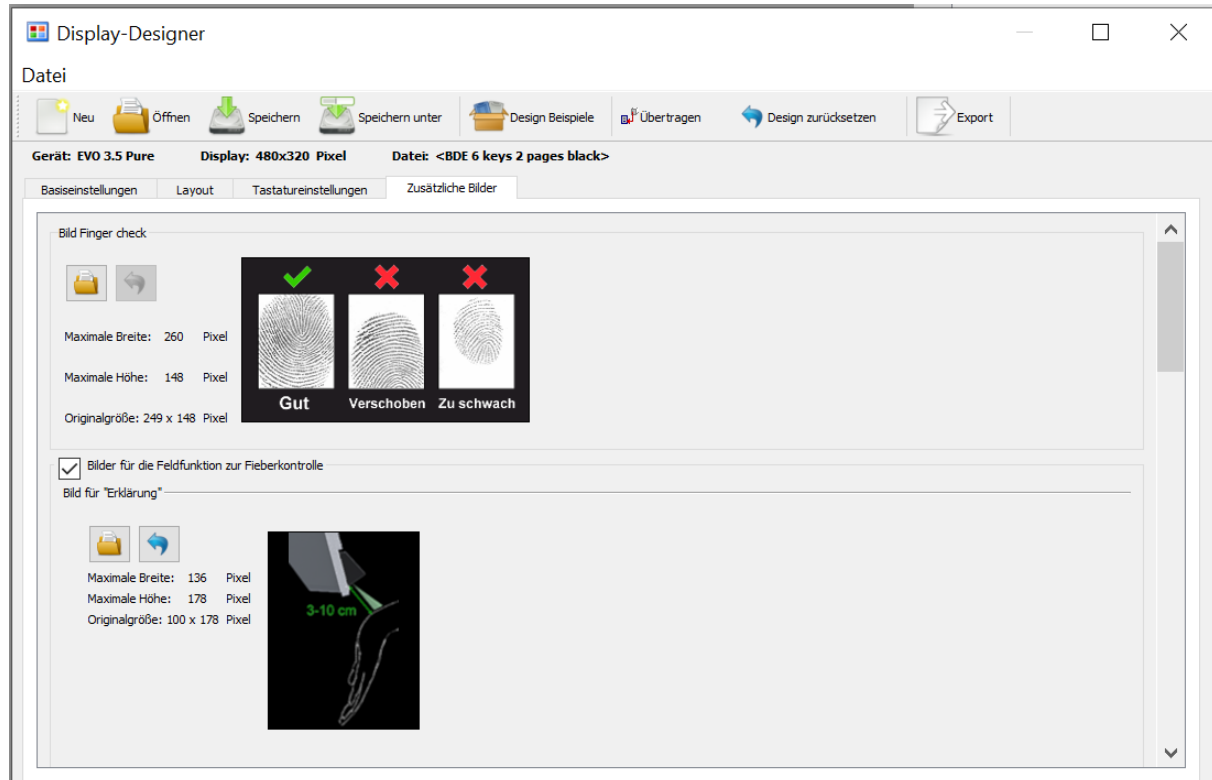 Display-Designer
Datei
Neu Öffnen Speichern Speichern unter Design Beispiele Übertragen Design zurücksetzen Export
Gerät: EVO 3.5 Pure Display: 480x320 Pixel Datei: <BDE 6 keys 2 pages black>
Basiseinstellungen Layout Tastatureinstellungen Zusätzliche Bilder
Bild Finger check
Maximale Breite: 260 Pixel
Maximale Höhe: 148 Pixel
Originalgröße: 249 x 148 Pixel
Gut Verschoben Zu schwach
Bilder für die Feldfunktion zur Fieberkontrolle
Bild für "Erklärung"
Maximale Breite: 136 Pixel
Maximale Höhe: 178 Pixel
Originalgröße: 100 x 178 Pixel
3-10 cm